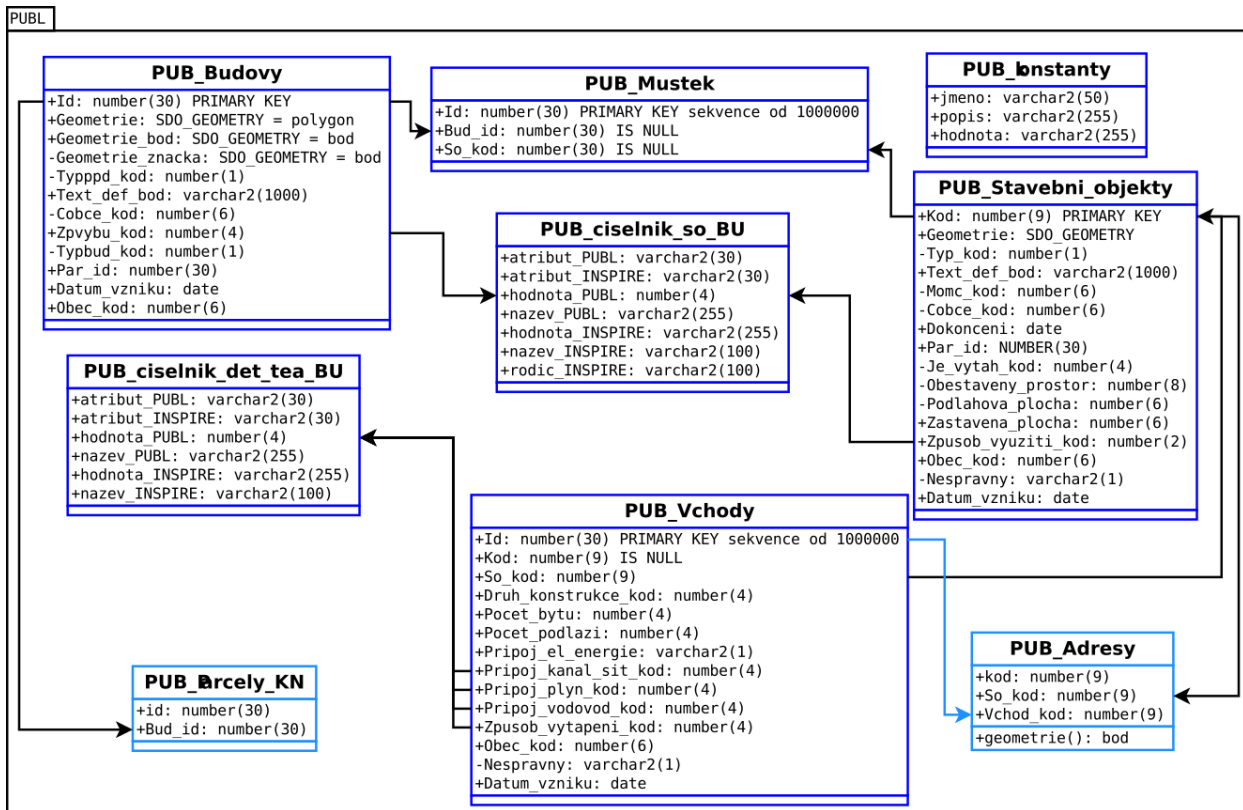 PUBL
PUB_Budovy
+Id: number(30) PRIMARY KEY
+Geometrie: SDO_GEOMETRY = polygon
+Geometrie_bod: SDO_GEOMETRY = bod
-Geometrie_znacka: SDO_GEOMETRY = bod
-Typppd_kod: number(1)
+Text_def_bod: varchar2(1000)
-Cobce_kod: number(6)
+Zpvybu_kod: number(4)
-Typbud_kod: number(1)
+Par_id: number(30)
+Datum_vzniku: date
+Obec_kod: number(6)
PUB_Mustek
+Id: number(30) PRIMARY KEY sekvence od 1000000
+Bud_id: number(30) IS NULL
+So_kod: number(30) IS NULL
PUB_konstanty
+jmeno: varchar2(50)
+popis: varchar2(255)
+hodnota: varchar2(255)
PUB_Stavebni_objekty
+Kod: number(9) PRIMARY KEY
+Geometrie: SDO_GEOMETRY
-Typ_kod: number(1)
+Text_def_bod: varchar2(1000)
-Momc_kod: number(6)
-Cobce_kod: number(6)
+Dokonceni: date
+Par_id: NUMBER(30)
-Je_vytah_kod: number(4)
-Obestaveny_prostor: number(8)
-Podlahova_plocha: number(6)
+Zastavena_plocha: number(6)
+Zpusob_vyuziti_kod: number(2)
+Obec_kod: number(6)
-Nespravny: varchar2(1)
+Datum_vzniku: date
PUB_ciselnik_so_BU
+atribut_PUBL: varchar2(30)
+atribut_INSPIRE: varchar2(30)
+hodnota_PUBL: number(4)
+nazev_PUBL: varchar2(255)
+hodnota_INSPIRE: varchar2(255)
+nazev_INSPIRE: varchar2(100)
+rodic_INSPIRE: varchar2(100)
PUB_ciselnik_det_tea_BU
+atribut_PUBL: varchar2(30)
+atribut_INSPIRE: varchar2(30)
+hodnota_PUBL: number(4)
+nazev_PUBL: varchar2(255)
+hodnota_INSPIRE: varchar2(255)
+nazev_INSPIRE: varchar2(100)
PUB_Vchody
+Id: number(30) PRIMARY KEY sekvence od 1000000
+Kod: number(9) IS NULL
+So_kod: number(9)
+Druh_konstrukce_kod: number(4)
+Pocet_bytu: number(4)
+Pocet_podlazi: number(4)
+Pripoj_el_energie: varchar2(1)
+Pripoj_kanal_sit_kod: number(4)
+Pripoj_plyn_kod: number(4)
+Pripoj_vodovod_kod: number(4)
+Zpusob_vytapeni_kod: number(4)
+Obec_kod: number(6)
-Nespravny: varchar2(1)
+Datum_vzniku: date
PUB_Parcely_KN
+id: number(30)
+Bud_id: number(30)
PUB_Adresy
+kod: number(9)
+So_kod: number(9)
+Vchod_kod: number(9)
+geometrie(): bod